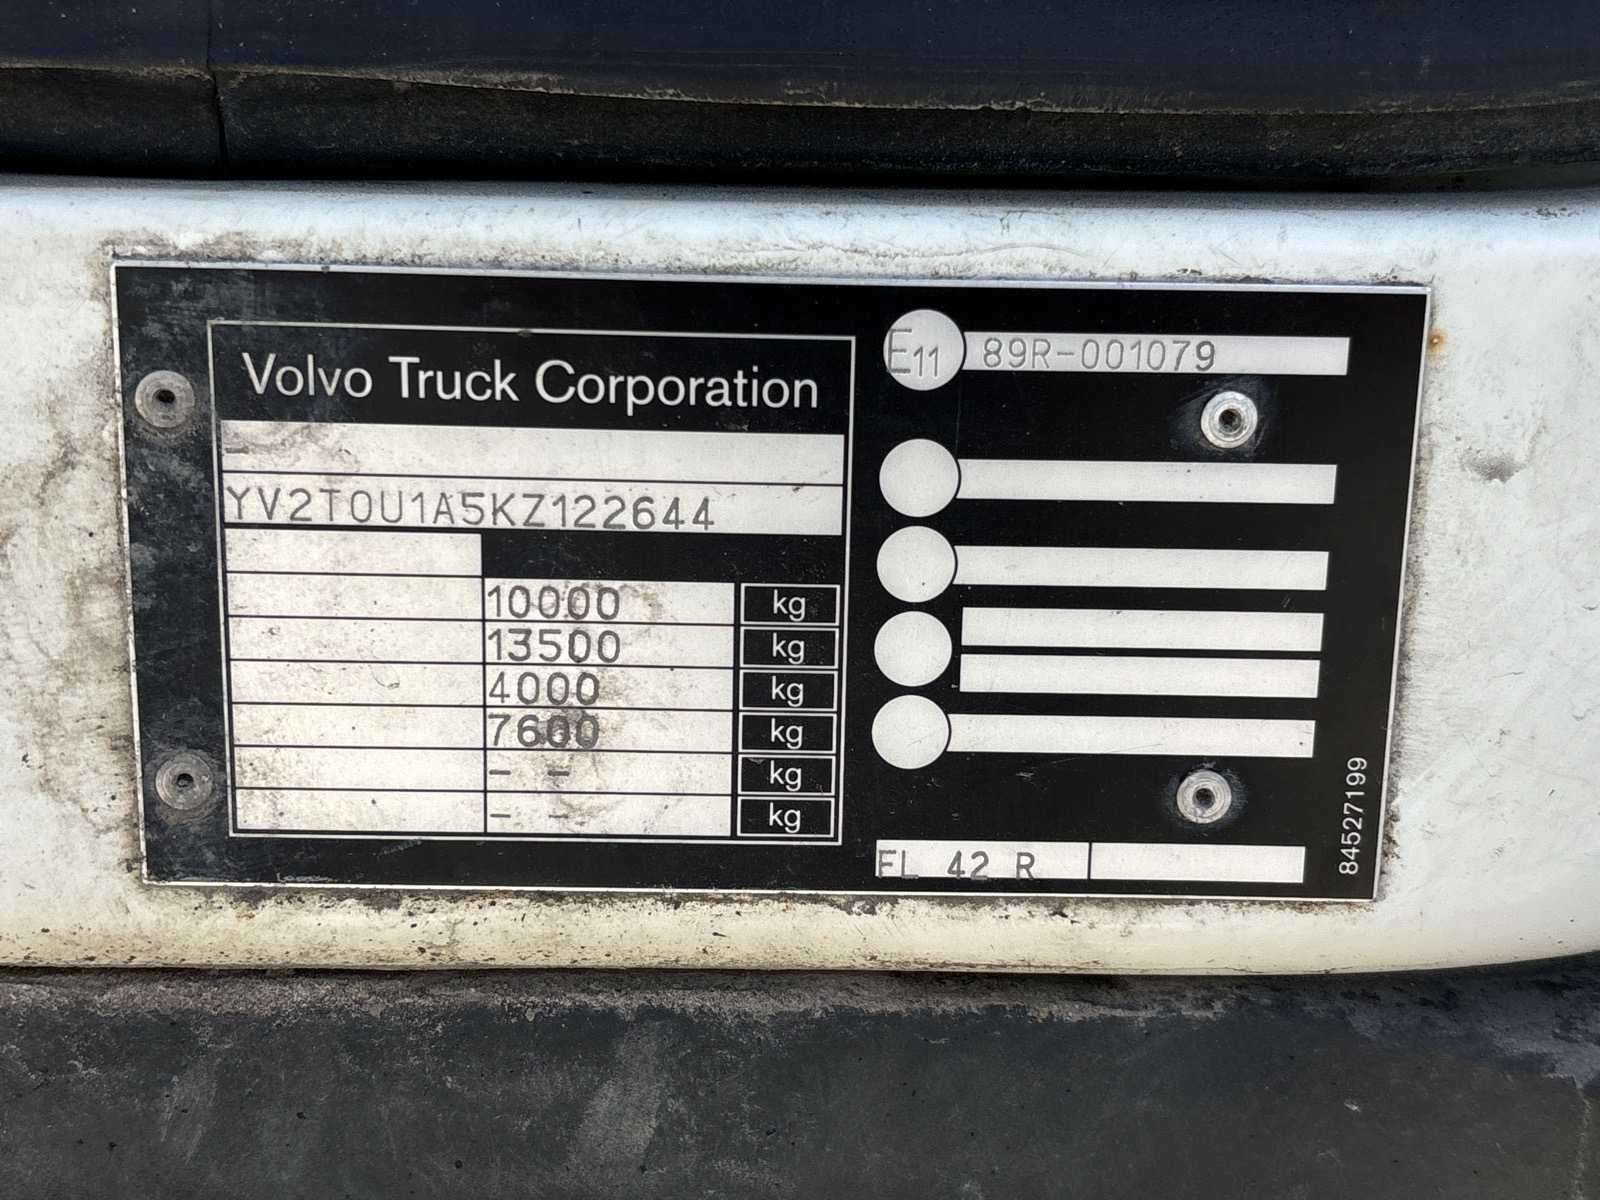 Volvo Truck Corporation
-
YV2T0U1A5KZ122644
10000 kg
13500 kg
4000 kg
7600 kg
- - kg
- - kg
E11 89R-001079
FL 42 R
84527199